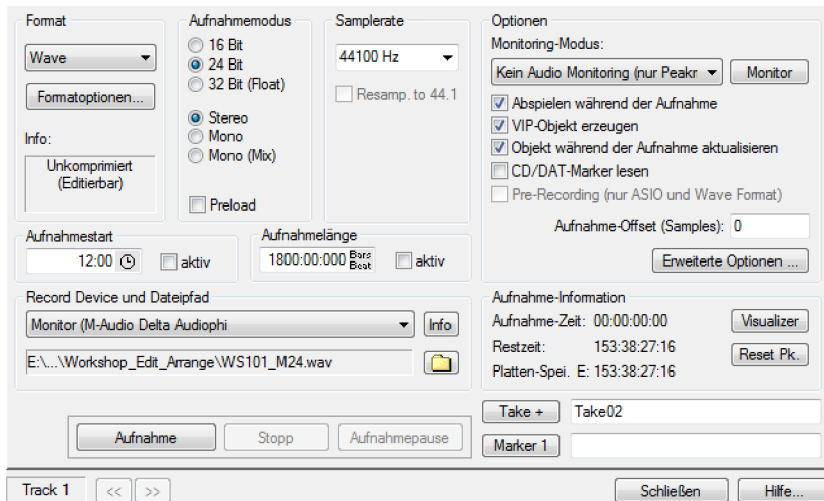 Format
Wave
Formatoptionen...
Info:
Unkomprimiert
(Editierbar)
Aufnahmemodus
16 Bit
24 Bit
32 Bit (Float)
Stereo
Mono
Mono (Mix)
Preload
Samplerate
44100 Hz
Resamp. to 44.1
Optionen
Monitoring-Modus:
Kein Audio Monitoring (nur Peakr
Monitor
Abspielen während der Aufnahme
VIP-Objekt erzeugen
Objekt während der Aufnahme aktualisieren
CD/DAT-Marker lesen
Pre-Recording (nur ASIO und Wave Format)
Aufnahme-Offset (Samples): 0
Erweiterte Optionen ...
Aufnahmestart
12:00
aktiv
Aufnahmelänge
1800:00:000 Bars Beat
aktiv
Record Device und Dateipfad
Monitor (M-Audio Delta Audiophi
Info
E:\...\Workshop_Edit_Arrange\WS101_M24.wav
Aufnahme-Information
Aufnahme-Zeit: 00:00:00:00
Visualizer
Restzeit: 153:38:27:16
Reset Pk.
Platten-Spei. E: 153:38:27:16
Aufnahme
Stopp
Aufnahmepause
Take +
Take02
Marker 1
Track 1
<<
>>
Schließen
Hilfe...